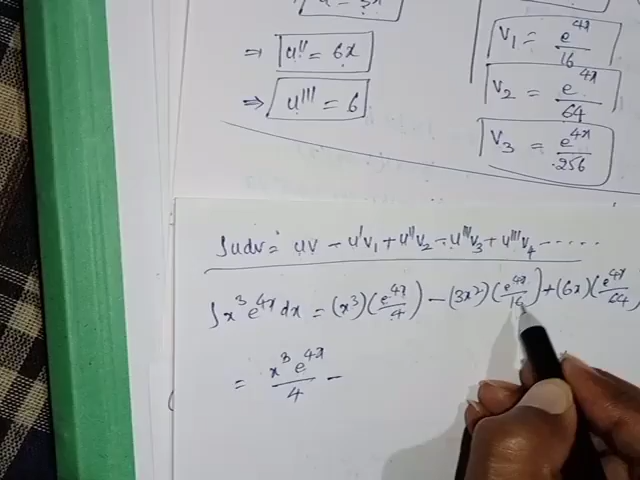 u' = 3x
⇒ u'' = 6x
⇒ u''' = 6
V₁ = e^{4x}/16
V₂ = e^{4x}/64
V₃ = e^{4x}/256
∫udv = uv - u'v₁ + u''v₂ - u'''v₃ + u''''v₄ - .....
∫x³e^{4x}dx = (x³)(e^{4x}/4) - (3x²)(e^{4x}/16) + (6x)(e^{4x}/64)
= x³e^{4x}/4 -